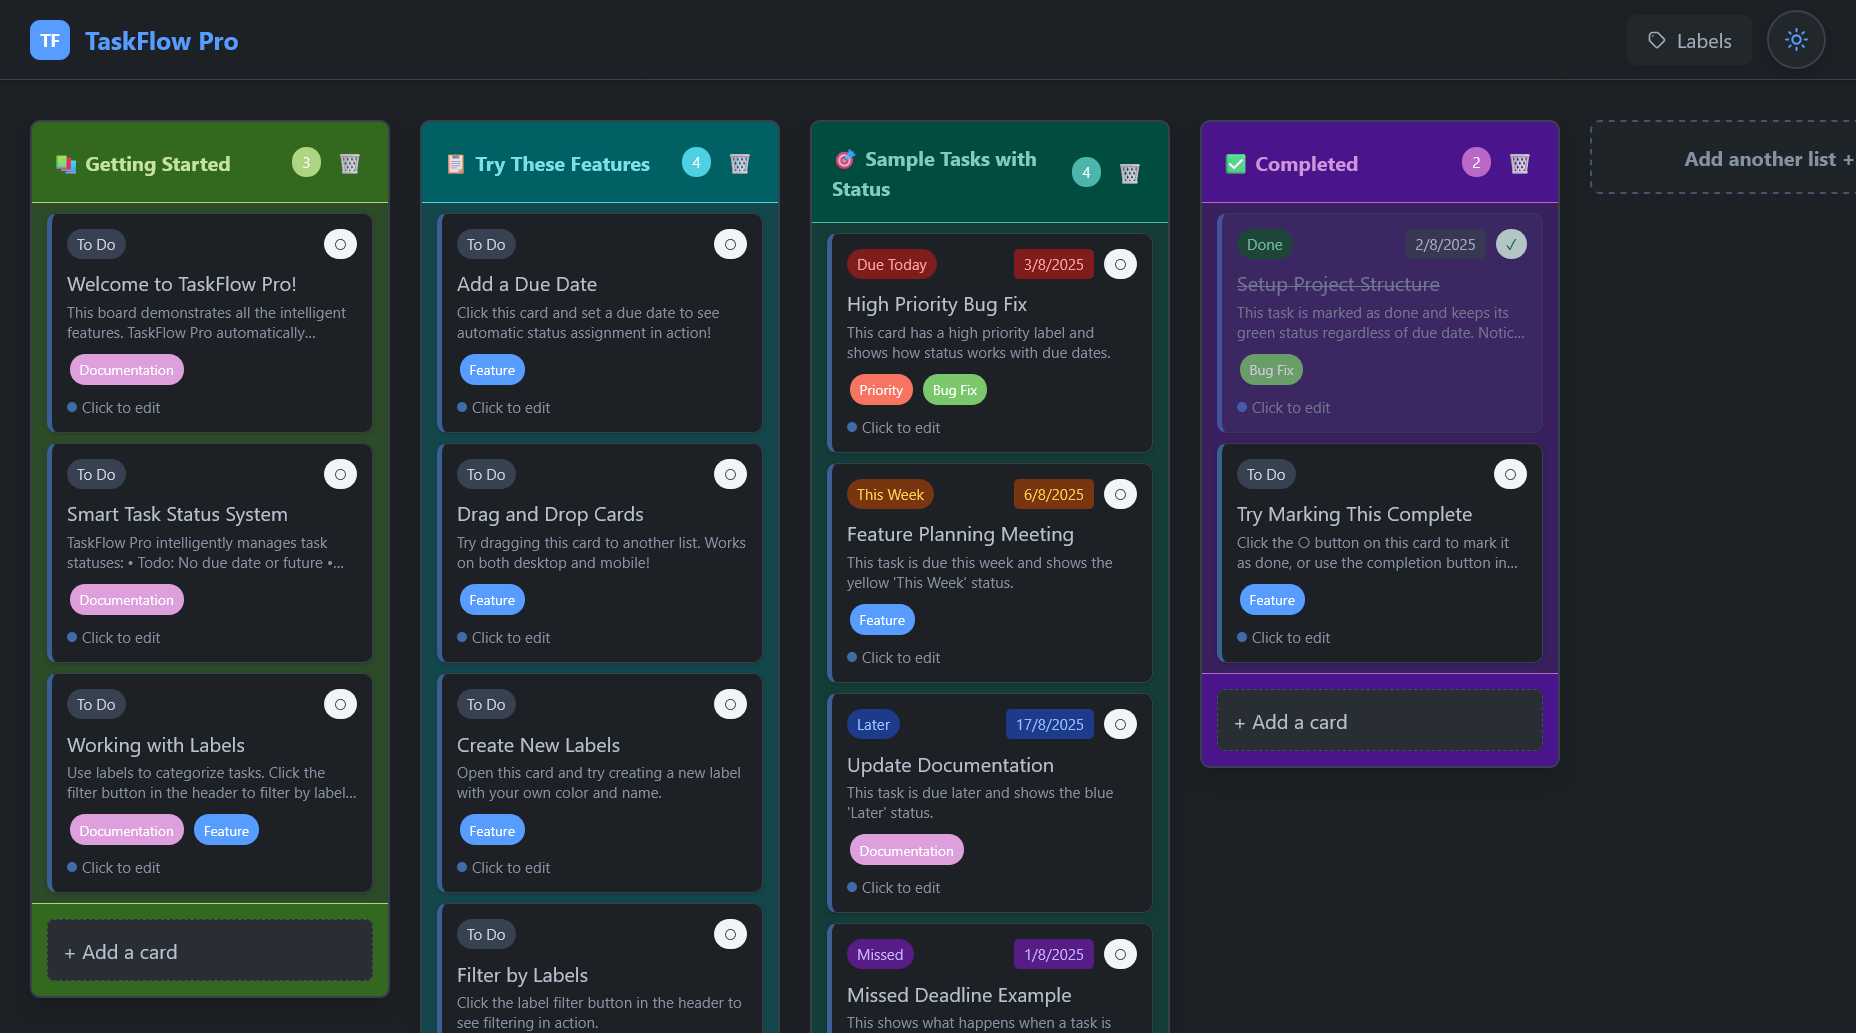 TF TaskFlow Pro
Labels
📚 Getting Started 3
To Do
Welcome to TaskFlow Pro!
This board demonstrates all the intelligent
features. TaskFlow Pro automatically...
Documentation
Click to edit
To Do
Smart Task Status System
TaskFlow Pro intelligently manages task
statuses: • Todo: No due date or future •...
Documentation
Click to edit
To Do
Working with Labels
Use labels to categorize tasks. Click the
filter button in the header to filter by label...
Documentation Feature
Click to edit
+ Add a card
📋 Try These Features 4
To Do
Add a Due Date
Click this card and set a due date to see
automatic status assignment in action!
Feature
Click to edit
To Do
Drag and Drop Cards
Try dragging this card to another list. Works
on both desktop and mobile!
Feature
Click to edit
To Do
Create New Labels
Open this card and try creating a new label
with your own color and name.
Feature
Click to edit
To Do
Filter by Labels
Click the label filter button in the header to
see filtering in action.
🎯 Sample Tasks with
Status 4
Due Today 3/8/2025
High Priority Bug Fix
This card has a high priority label and
shows how status works with due dates.
Priority Bug Fix
Click to edit
This Week 6/8/2025
Feature Planning Meeting
This task is due this week and shows the
yellow 'This Week' status.
Feature
Click to edit
Later 17/8/2025
Update Documentation
This task is due later and shows the blue
'Later' status.
Documentation
Click to edit
Missed 1/8/2025
Missed Deadline Example
This shows what happens when a task is
✅ Completed 2
Done 2/8/2025 ✓
Setup Project Structure
This task is marked as done and keeps its
green status regardless of due date. Notic...
Bug Fix
Click to edit
To Do
Try Marking This Complete
Click the ○ button on this card to mark it
as done, or use the completion button in...
Feature
Click to edit
+ Add a card
Add another list +